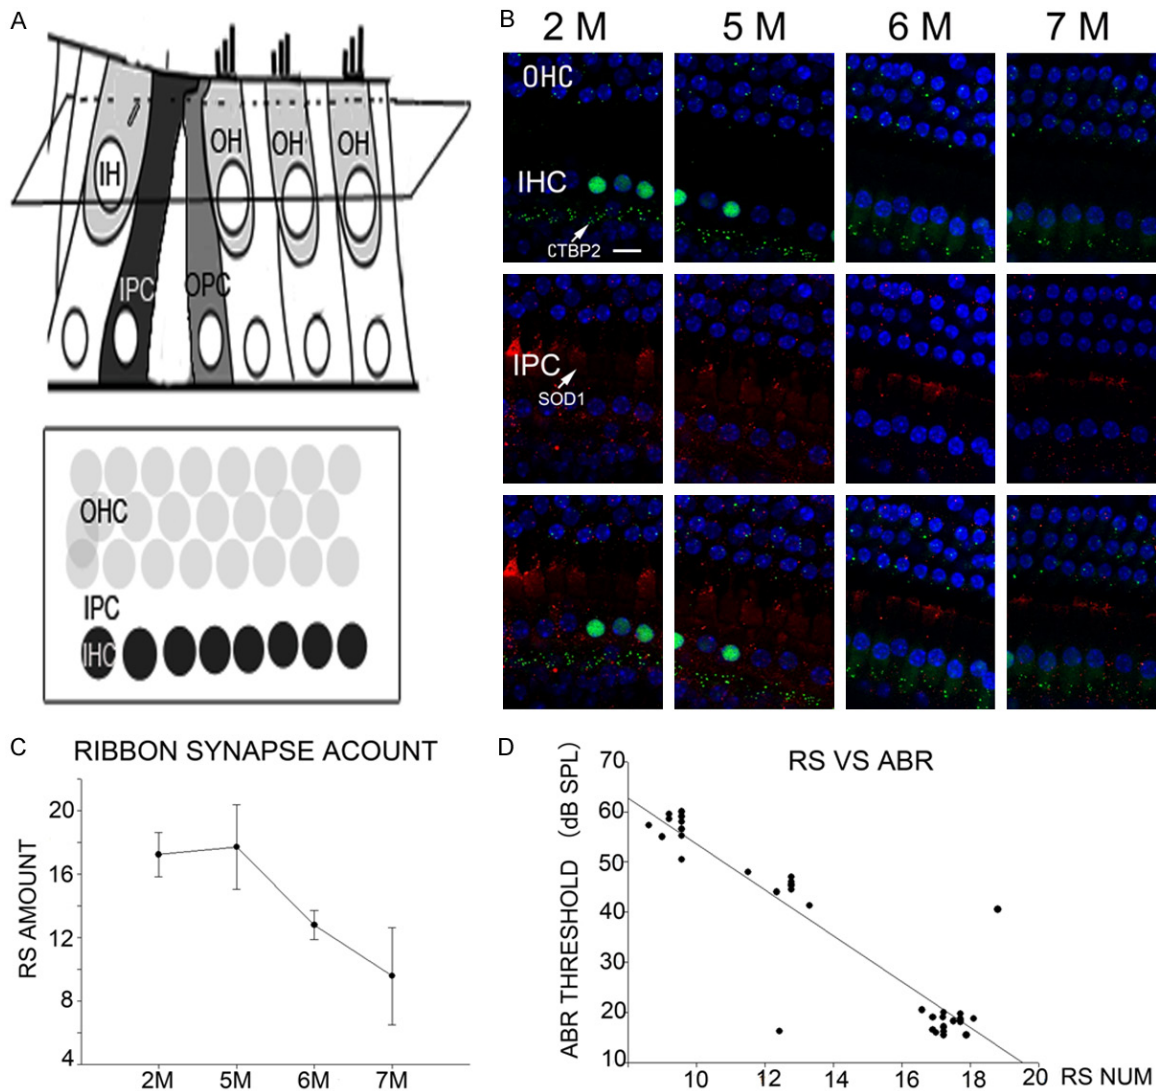 A
IH
OH
OH
OH
IPC
OPC
OHC
IPC
IHC
B
2 M
5 M
6 M
7 M
OHC
IHC
CTBP2
IPC
SOD1
C
RIBBON SYNAPSE ACOUNT
RS AMOUNT
20
16
12
8
4
2M
5M
6M
7M
D
RS VS ABR
ABR THRESHOLD (dB SPL)
70
60
50
40
30
20
10
10
12
14
16
18
20
RS NUM